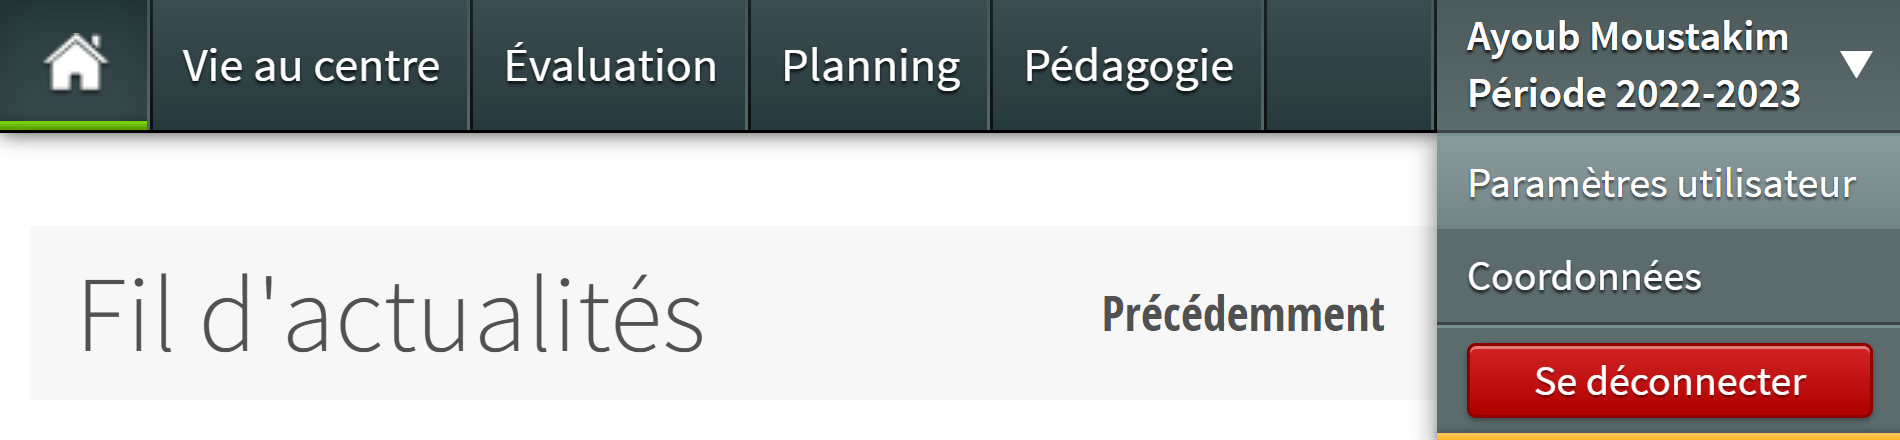 Vie au centre
Évaluation
Planning
Pédagogie
Ayoub Moustakim
Période 2022-2023
Paramètres utilisateur
Coordonnées
Se déconnecter
Fil d'actualités
Précédemment